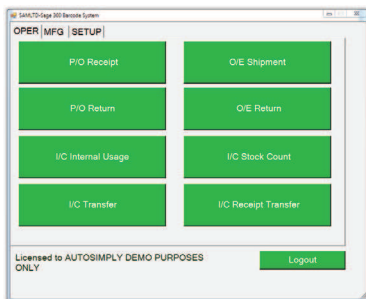 SAMLTD-Sage 300 Barcode System
OPER MFG SETUP
P/O Receipt O/E Shipment
P/O Return O/E Return
I/C Internal Usage I/C Stock Count
I/C Transfer I/C Receipt Transfer
Licensed to AUTOSIMPLY DEMO PURPOSES
ONLY
Logout